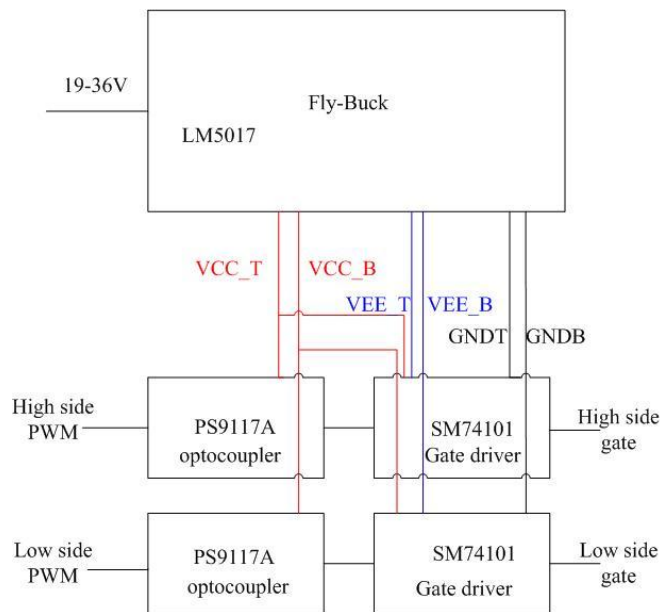 19-36V
Fly-Buck
LM5017
VCC_T
VCC_B
VEE_T
VEE_B
GNDT
GNDB
High side
PWM
PS9117A
optocoupler
SM74101
Gate driver
High side
gate
Low side
PWM
PS9117A
optocoupler
SM74101
Gate driver
Low side
gate